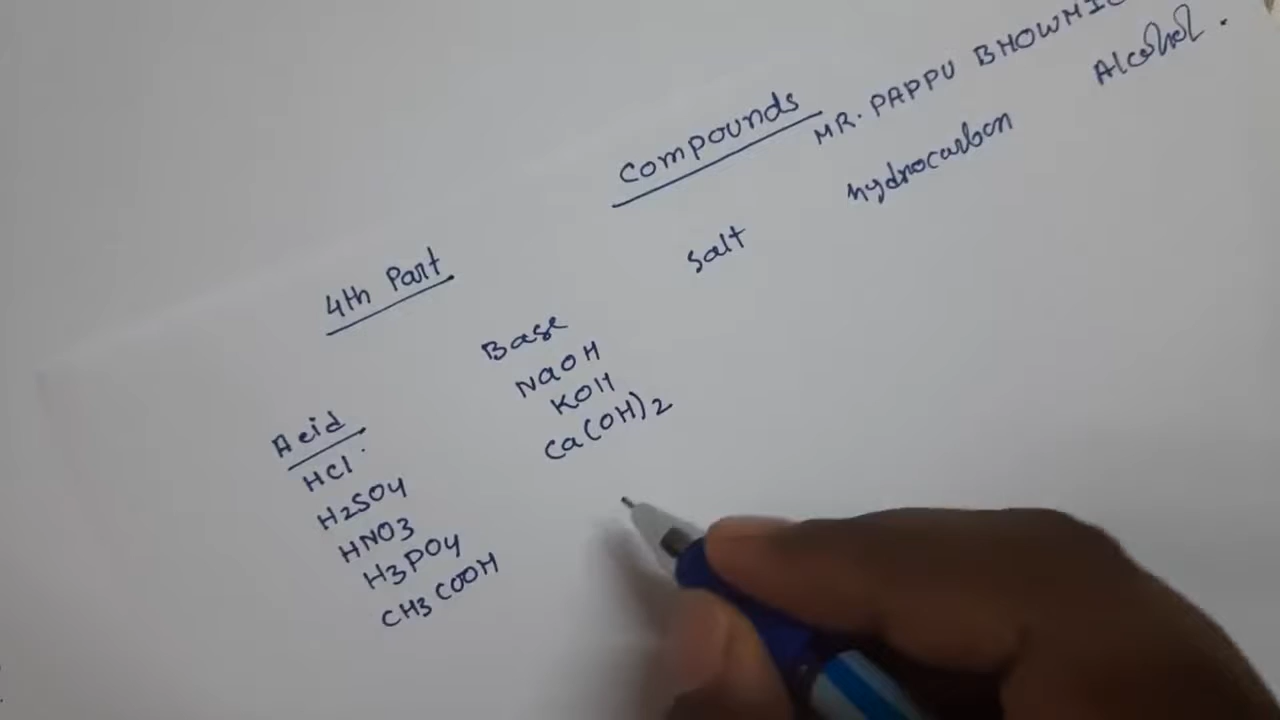 MR. PAPPU
Compounds
4th Part
Acid
HCl
H2SO4
HNO3
H3PO4
CH3COOH
Base
NaOH
KOH
Ca(OH)2
Salt
hydrocarbon
Alcohol.